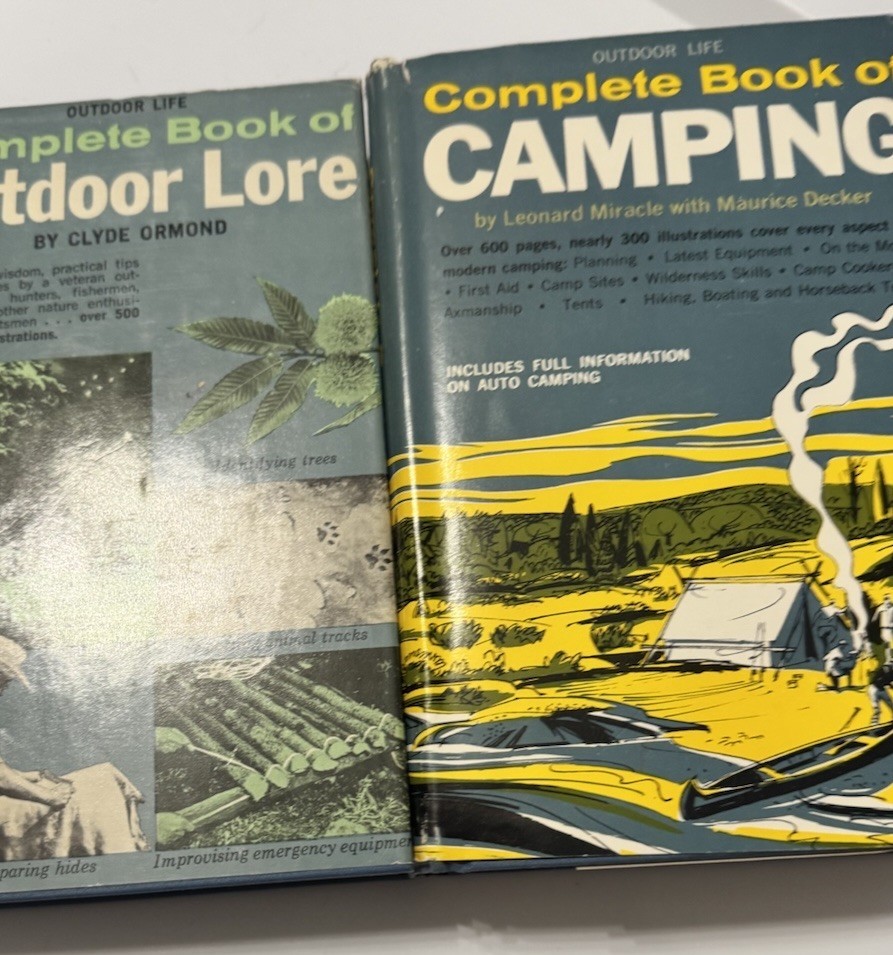 OUTDOOR LIFE
mplete Book of
tdoor Lore
BY CLYDE ORMOND
wisdom, practical tips
es by a veteran out-
hunters, fishermen,
other nature enthusi-
tsmen . . . over 500
strations.
Identifying trees
animal tracks
paring hides
Improvising emergency equipme
OUTDOOR LIFE
Complete Book of
CAMPING
by Leonard Miracle with Maurice Decker
Over 600 pages, nearly 300 illustrations cover every aspect
modern camping: Planning • Latest Equipment • On the Mo
• First Aid • Camp Sites • Wilderness Skills • Camp Cooker
Axmanship • Tents • Hiking, Boating and Horseback T
INCLUDES FULL INFORMATION
ON AUTO CAMPING